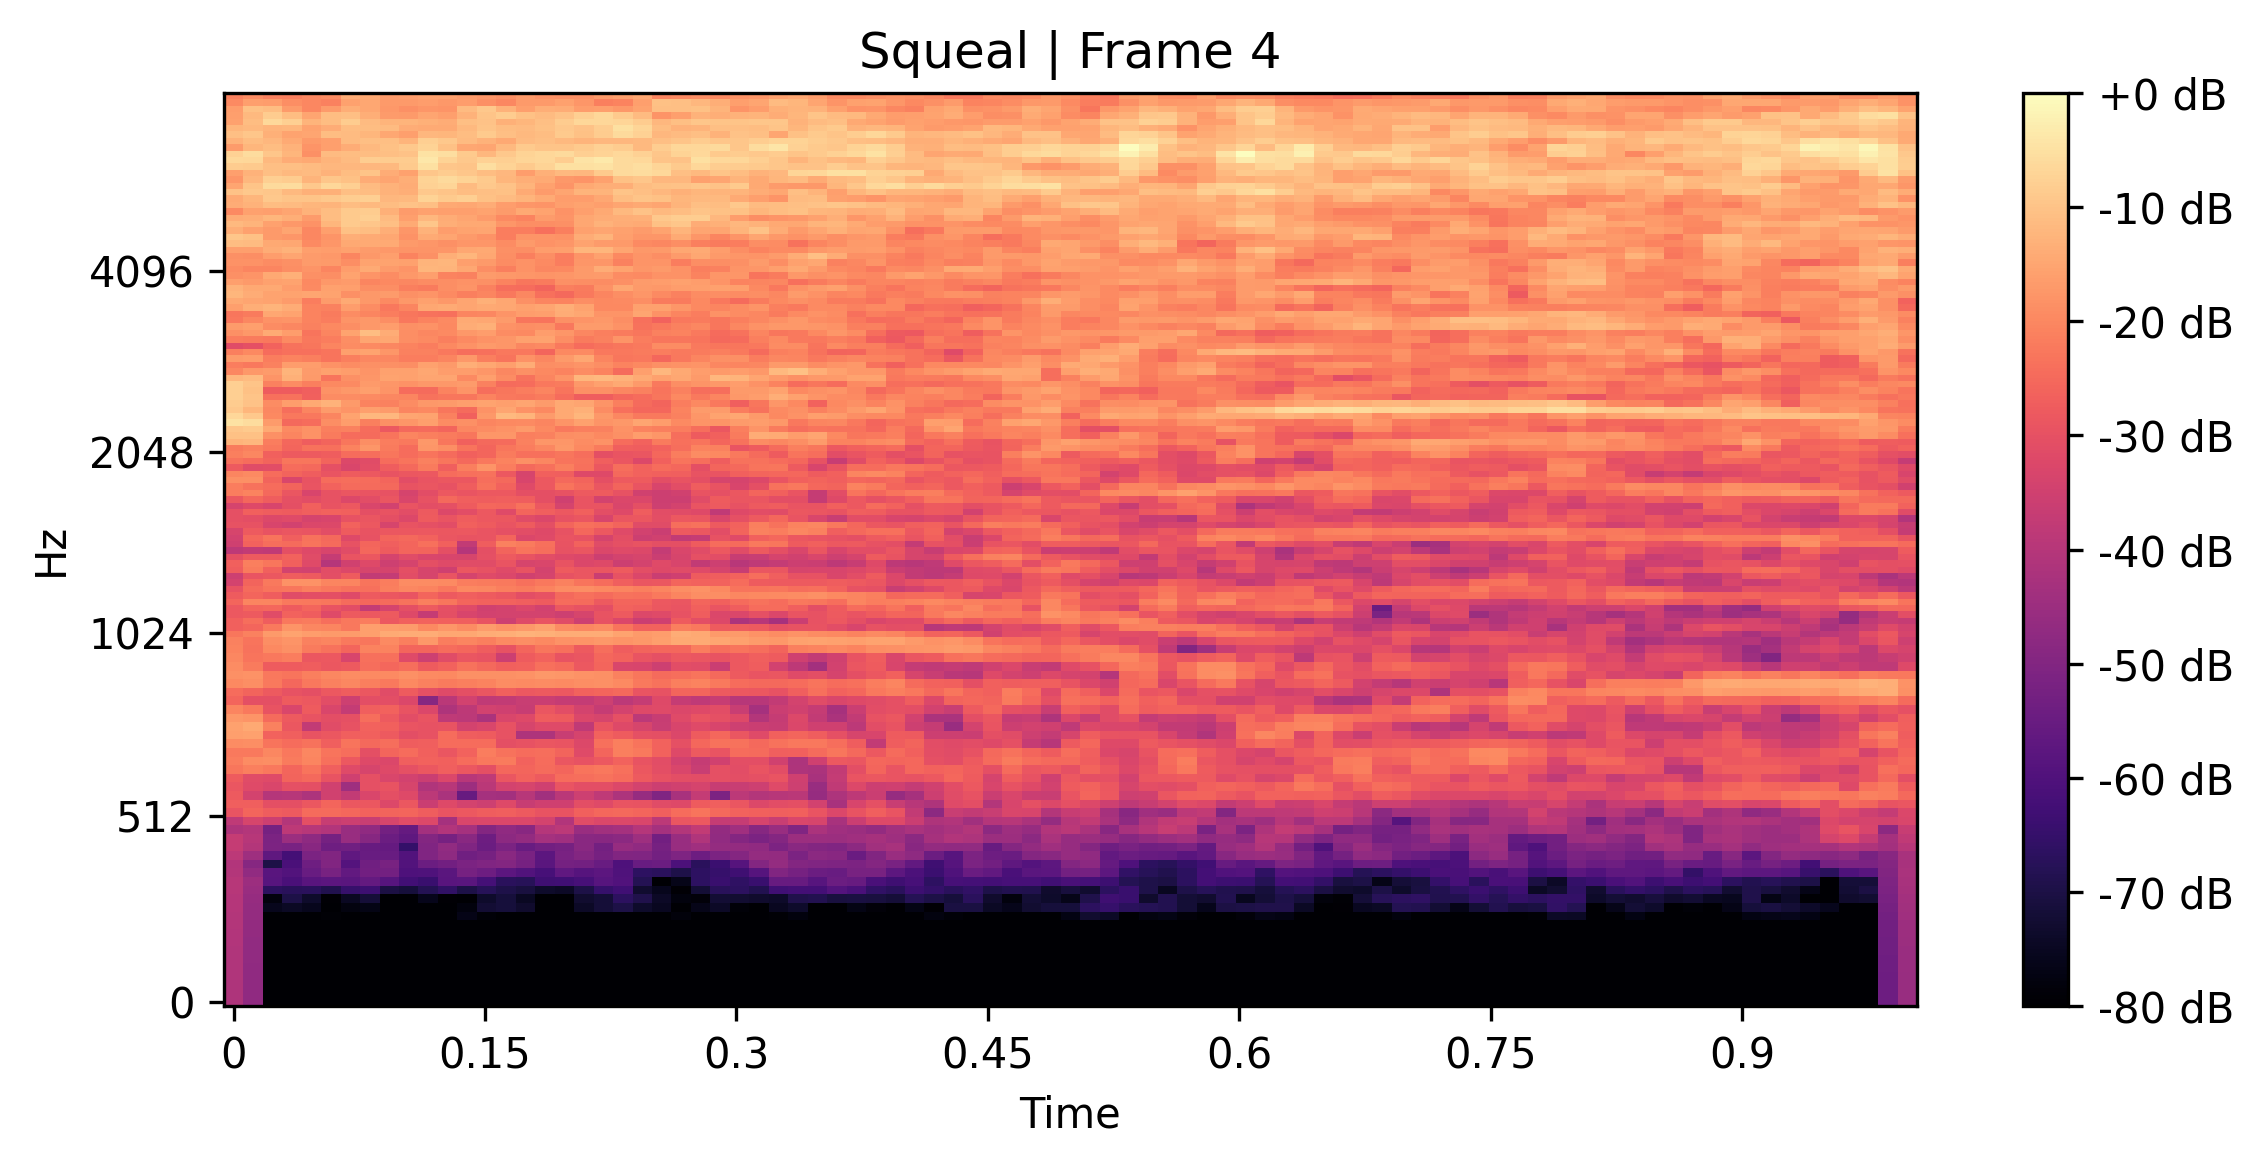 Squeal | Frame 4
+0 dB
-10 dB
-20 dB
-30 dB
-40 dB
-50 dB
-60 dB
-70 dB
-80 dB
Hz
4096
2048
1024
512
0
0 0.15 0.3 0.45 0.6 0.75 0.9
Time